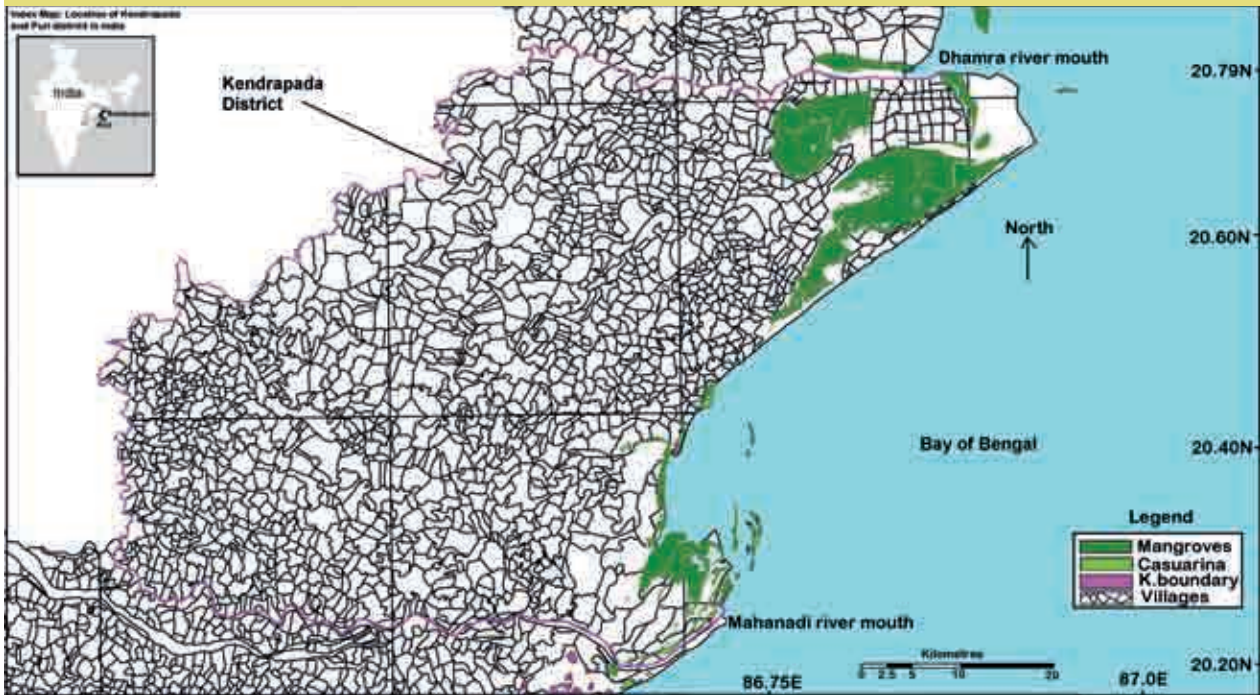 Index Map: Location of Kendrapada
and Puri district in India
India
Kendrapada
District
Dhamra river mouth
20.79N
North
20.60N
Bay of Bengal
20.40N
Legend
Mangroves
Casuarina
K.boundary
Villages
Mahanadi river mouth
Kilometres
0 2.5 5 10 20
86.75E
87.0E
20.20N